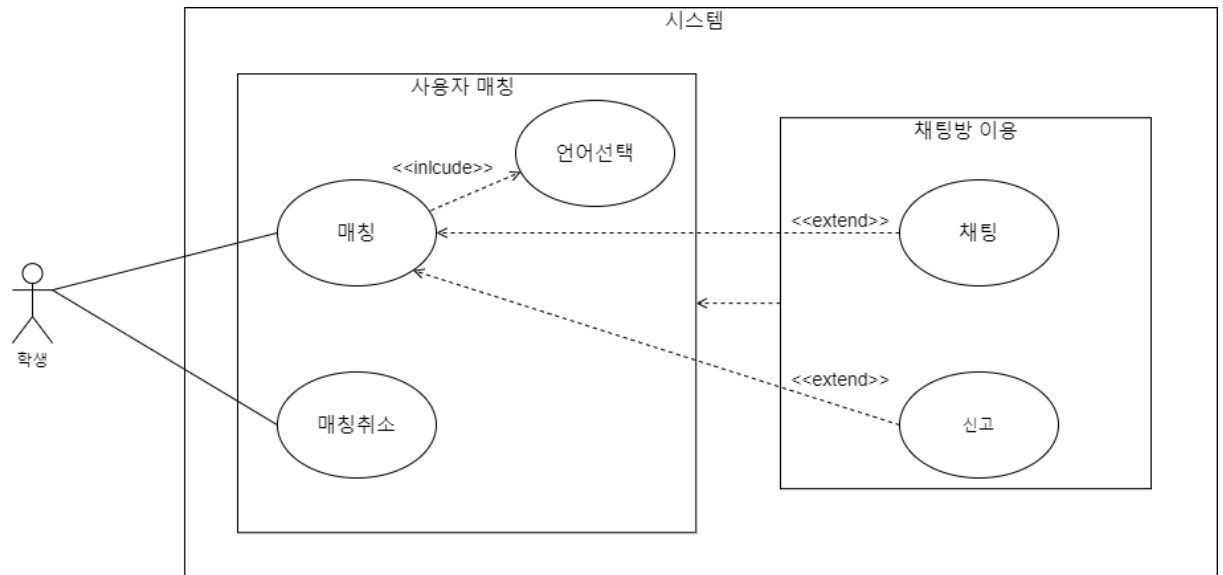 시스템
사용자 매칭
언어선택
<<inlcude>>
매칭
매칭취소
학생
채팅방 이용
<<extend>>
채팅
<<extend>>
신고